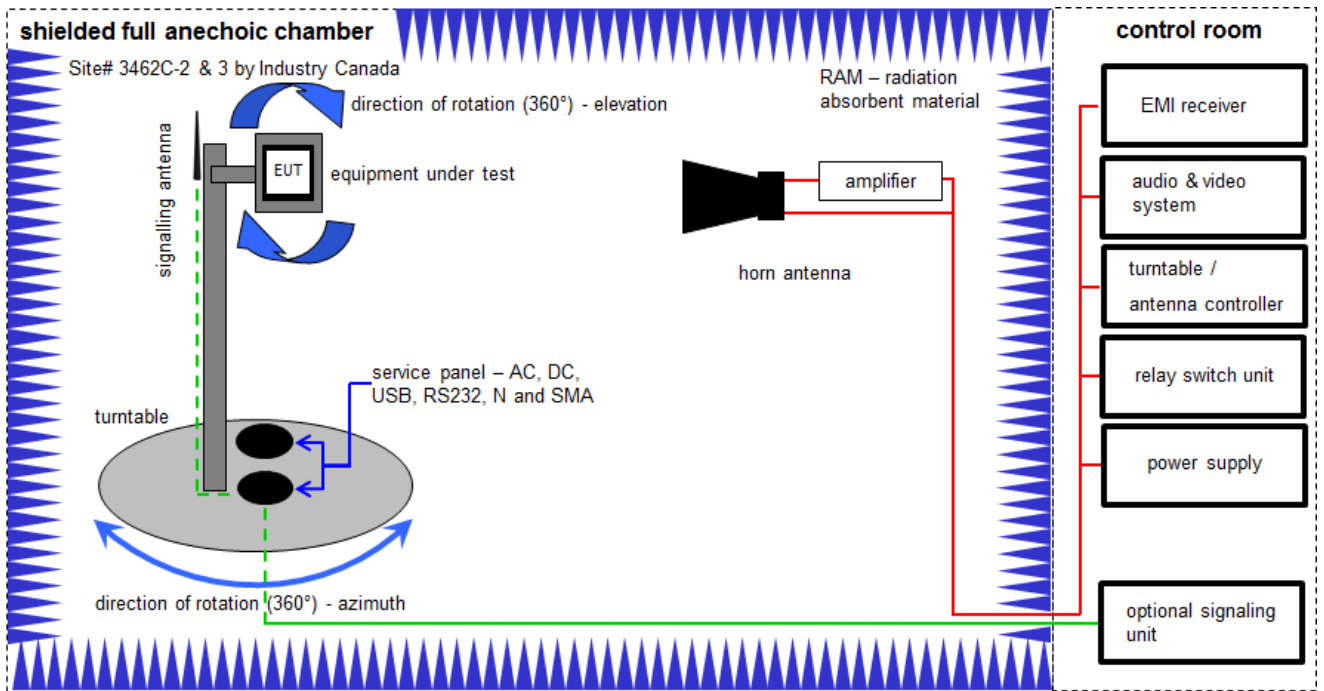 shielded full anechoic chamber
Site# 3462C-2 & 3 by Industry Canada
direction of rotation (360°) - elevation
signalling antenna
EUT
equipment under test
RAM – radiation
absorbent material
amplifier
horn antenna
service panel – AC, DC,
USB, RS232, N and SMA
turntable
direction of rotation (360°) - azimuth
control room
EMI receiver
audio & video
system
turntable /
antenna controller
relay switch unit
power supply
optional signaling
unit